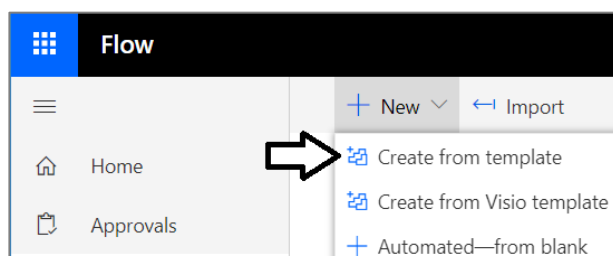 Flow
New Import
Home
Create from template
Create from Visio template
Approvals
Automated—from blank